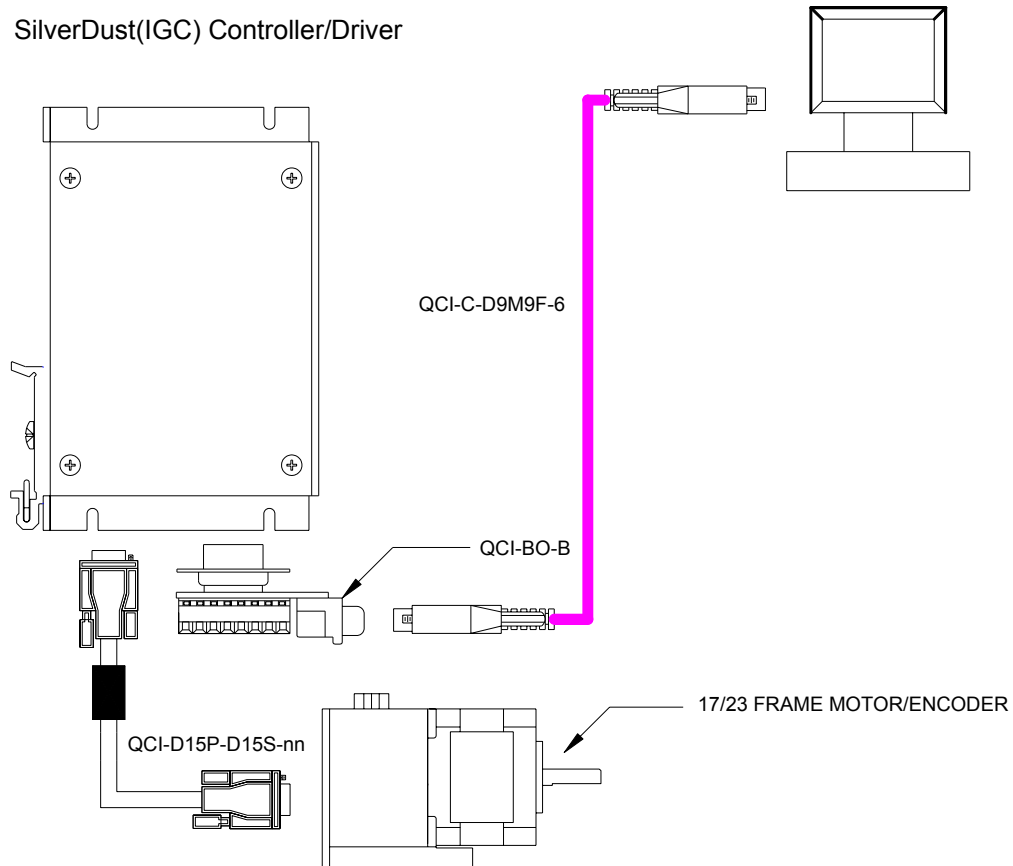 SilverDust(IGC) Controller/Driver
QCI-C-D9M9F-6
QCI-BO-B
17/23 FRAME MOTOR/ENCODER
QCI-D15P-D15S-nn